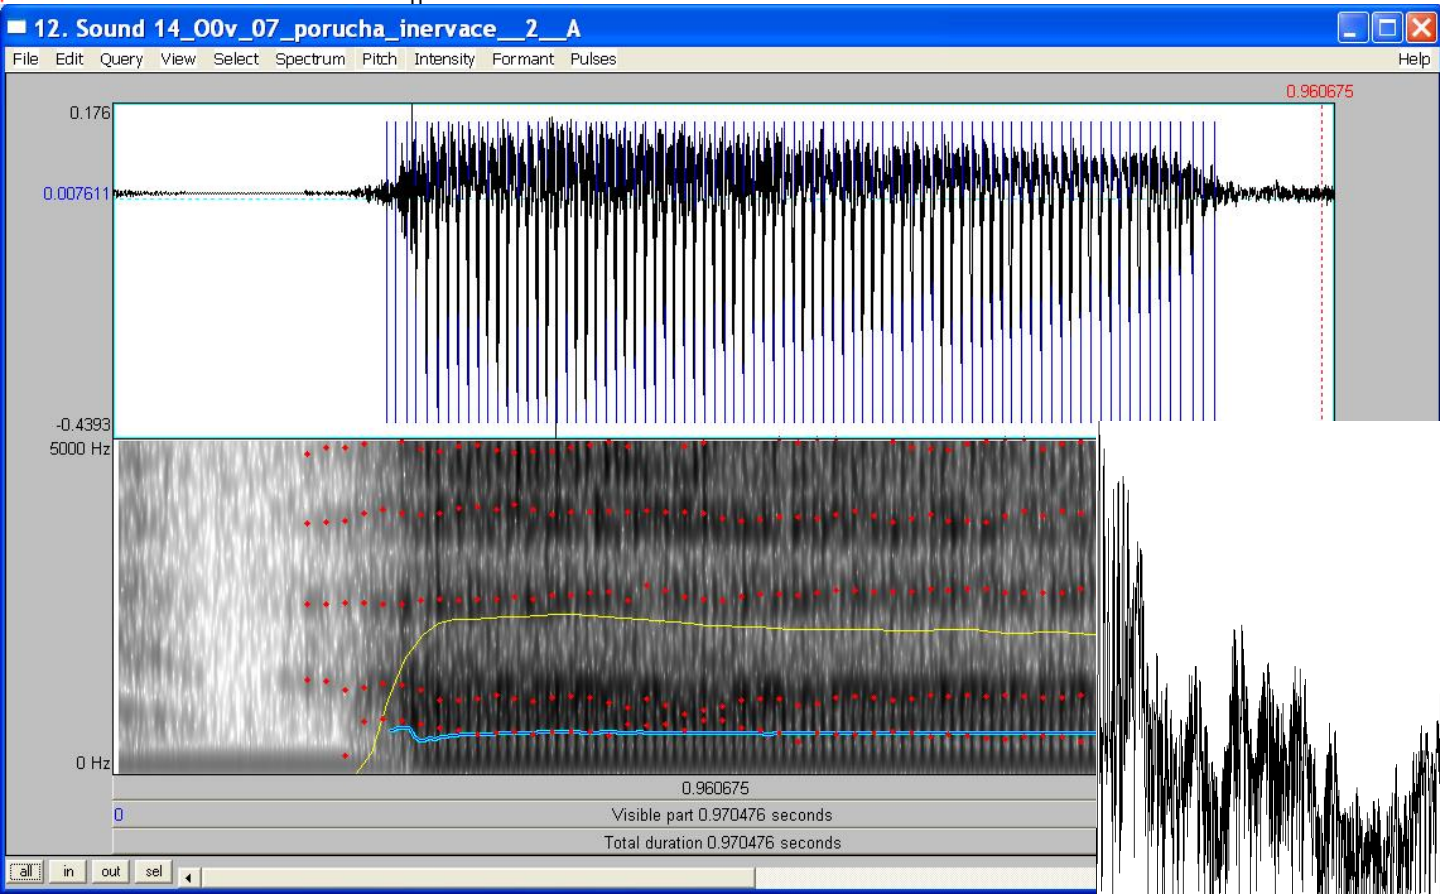 12. Sound 14_O0v_07_porucha_inervace__2__A
File Edit Query View Select Spectrum Pitch Intensity Formant Pulses Help
0.960675
0.176
0.007611
-0.4393
5000 Hz
0 Hz
0.960675
0 Visible part 0.970476 seconds
Total duration 0.970476 seconds
all in out sel